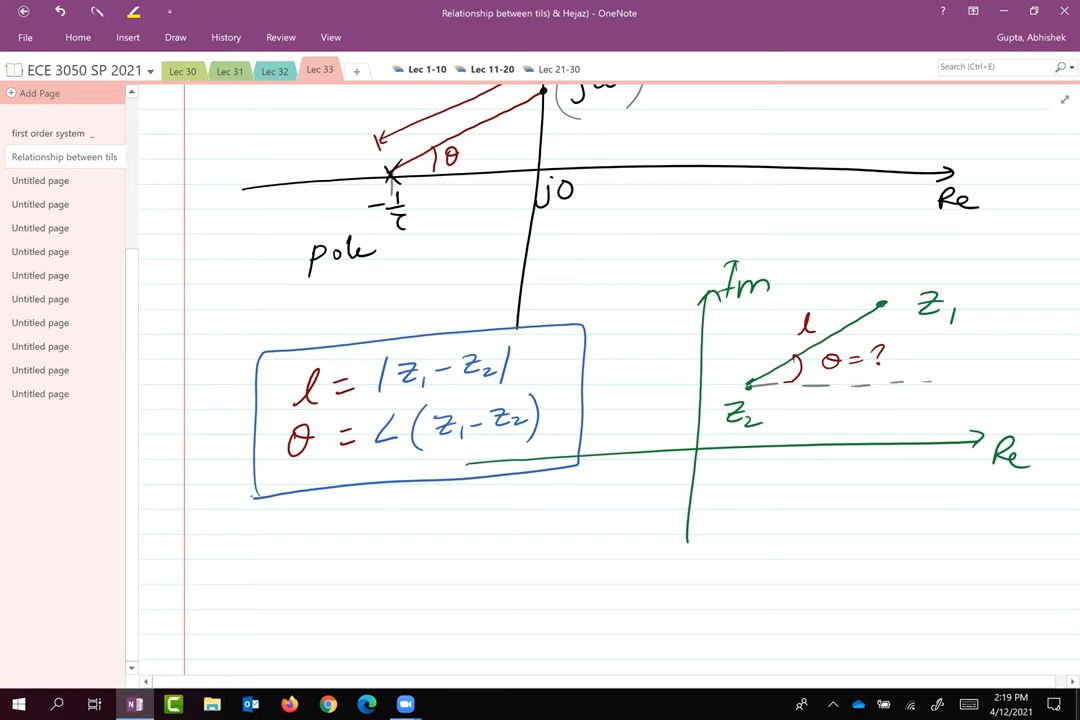 Relationship between tils) & Hejaz) - OneNote
Gupta, Abhishek
File Home Insert Draw History Review View
ECE 3050 SP 2021
Lec 30
Lec 31
Lec 32
Lec 33
Lec 1-10
Lec 11-20
Lec 21-30
Search (Ctrl+E)
Add Page
first order system _
Relationship between tils
Untitled page
Untitled page
Untitled page
Untitled page
Untitled page
Untitled page
Untitled page
Untitled page
Untitled page
Untitled page
θ
-1/τ
j0
Re
pole
Im
l
z1
θ = ?
z2
Re
l = |z1 - z2|
θ = ∠(z1 - z2)
2:19 PM
4/12/2021